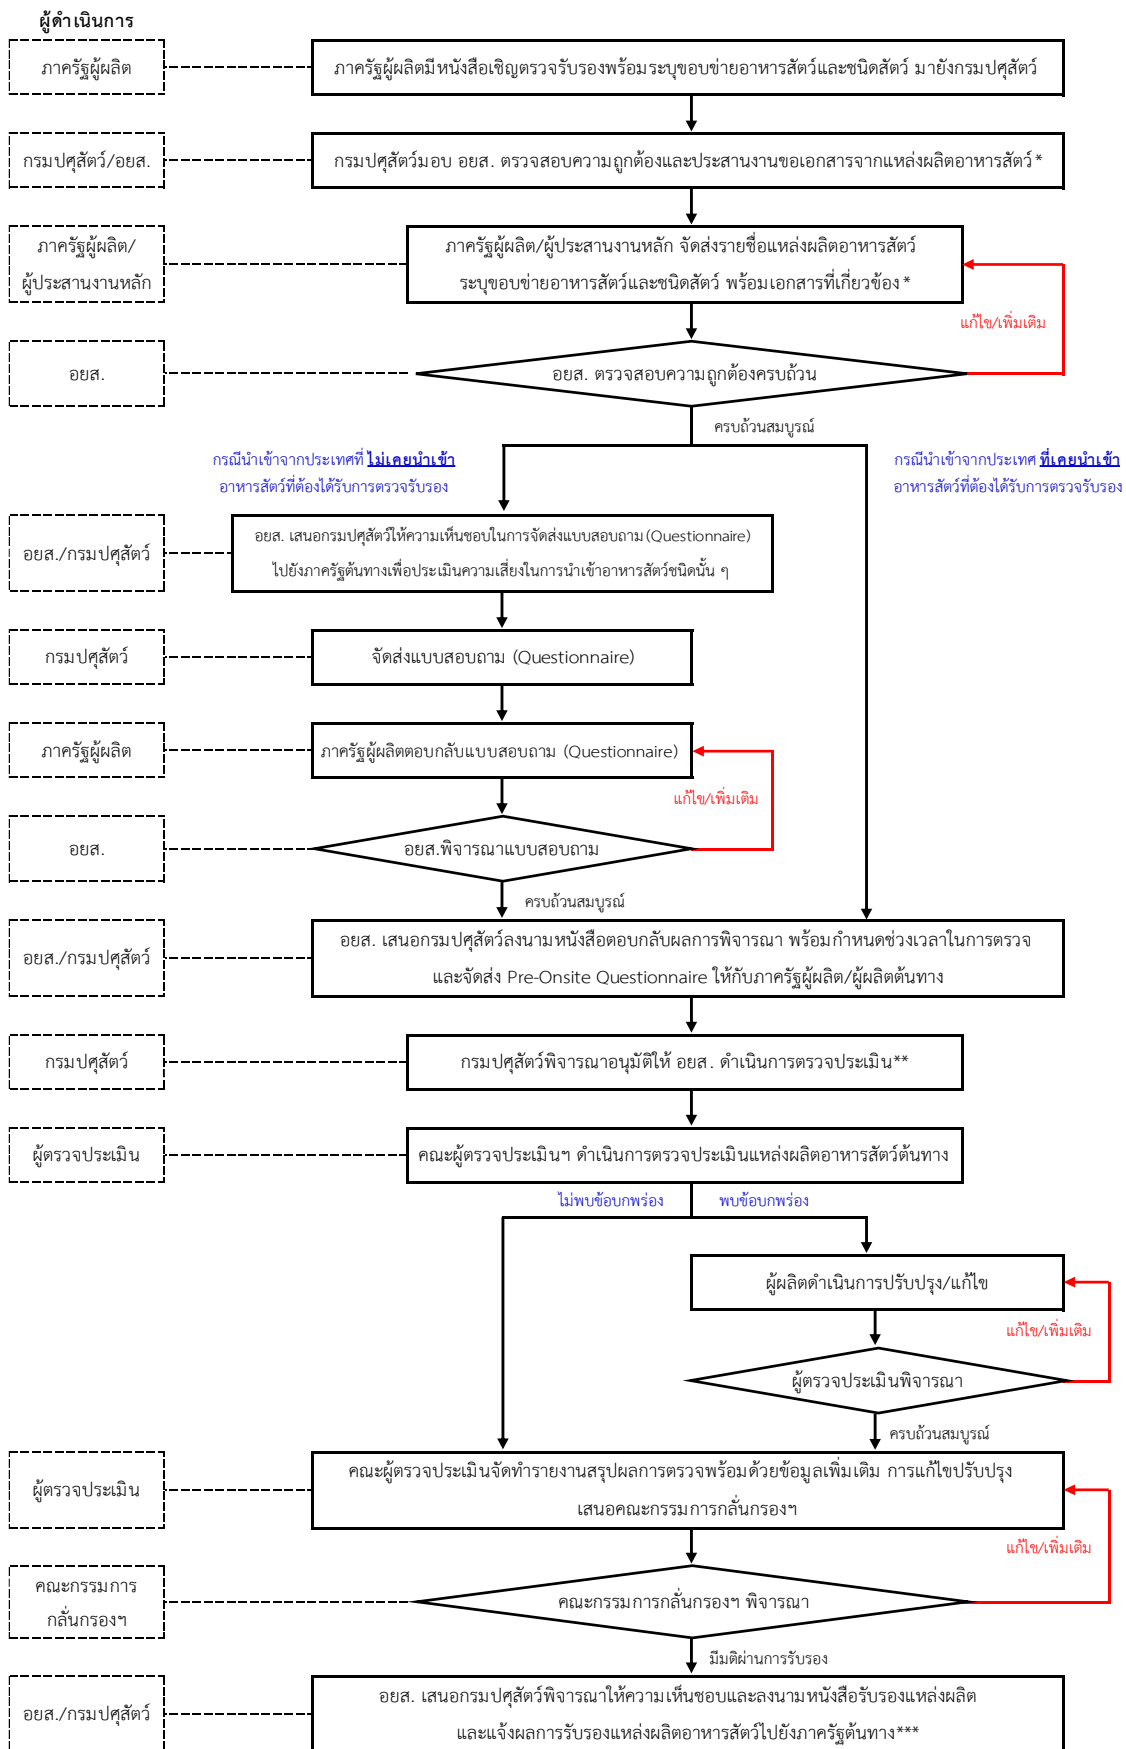 ผู้ดำเนินการ
ภาครัฐผู้ผลิต
ภาครัฐผู้ผลิตมีหนังสือเชิญตรวจรับรองพร้อมระบุขอบข่ายอาหารสัตว์และชนิดสัตว์ มายังกรมปศุสัตว์
กรมปศุสัตว์/อยส.
กรมปศุสัตว์มอบ อยส. ตรวจสอบความถูกต้องและประสานงานขอเอกสารจากแหล่งผลิตอาหารสัตว์*
ภาครัฐผู้ผลิต/
ผู้ประสานงานหลัก
ภาครัฐผู้ผลิต/ผู้ประสานงานหลัก จัดส่งรายชื่อแหล่งผลิตอาหารสัตว์
ระบุขอบข่ายอาหารสัตว์และชนิดสัตว์ พร้อมเอกสารที่เกี่ยวข้อง*
แก้ไข/เพิ่มเติม
อยส.
อยส. ตรวจสอบความถูกต้องครบถ้วน
ครบถ้วนสมบูรณ์
กรณีนำเข้าจากประเทศที่ ไม่เคยนำเข้า
อาหารสัตว์ที่ต้องได้รับการตรวจรับรอง
กรณีนำเข้าจากประเทศ ที่เคยนำเข้า
อาหารสัตว์ที่ต้องได้รับการตรวจรับรอง
อยส./กรมปศุสัตว์
อยส. เสนอกรมปศุสัตว์ให้ความเห็นชอบในการจัดส่งแบบสอบถาม(Questionnaire)
ไปยังภาครัฐต้นทางเพื่อประเมินความเสี่ยงในการนำเข้าอาหารสัตว์ชนิดนั้น ๆ
กรมปศุสัตว์
จัดส่งแบบสอบถาม (Questionnaire)
ภาครัฐผู้ผลิต
ภาครัฐผู้ผลิตตอบกลับแบบสอบถาม (Questionnaire)
แก้ไข/เพิ่มเติม
อยส.
อยส.พิจารณาแบบสอบถาม
ครบถ้วนสมบูรณ์
อยส./กรมปศุสัตว์
อยส. เสนอกรมปศุสัตว์ลงนามหนังสือตอบกลับผลการพิจารณา พร้อมกำหนดช่วงเวลาในการตรวจ
และจัดส่ง Pre-Onsite Questionnaire ให้กับภาครัฐผู้ผลิต/ผู้ผลิตต้นทาง
กรมปศุสัตว์
กรมปศุสัตว์พิจารณาอนุมัติให้ อยส. ดำเนินการตรวจประเมิน**
ผู้ตรวจประเมิน
คณะผู้ตรวจประเมินฯ ดำเนินการตรวจประเมินแหล่งผลิตอาหารสัตว์ต้นทาง
ไม่พบข้อบกพร่อง
พบข้อบกพร่อง
ผู้ผลิตดำเนินการปรับปรุง/แก้ไข
แก้ไข/เพิ่มเติม
ผู้ตรวจประเมินพิจารณา
ครบถ้วนสมบูรณ์
ผู้ตรวจประเมิน
คณะผู้ตรวจประเมินจัดทำรายงานสรุปผลการตรวจพร้อมด้วยข้อมูลเพิ่มเติม การแก้ไขปรับปรุง
เสนอคณะกรรมการกลั่นกรองฯ
แก้ไข/เพิ่มเติม
คณะกรรมการ
กลั่นกรองฯ
คณะกรรมการกลั่นกรองฯ พิจารณา
มีมติผ่านการรับรอง
อยส./กรมปศุสัตว์
อยส. เสนอกรมปศุสัตว์พิจารณาให้ความเห็นชอบและลงนามหนังสือรับรองแหล่งผลิต
และแจ้งผลการรับรองแหล่งผลิตอาหารสัตว์ไปยังภาครัฐต้นทาง***